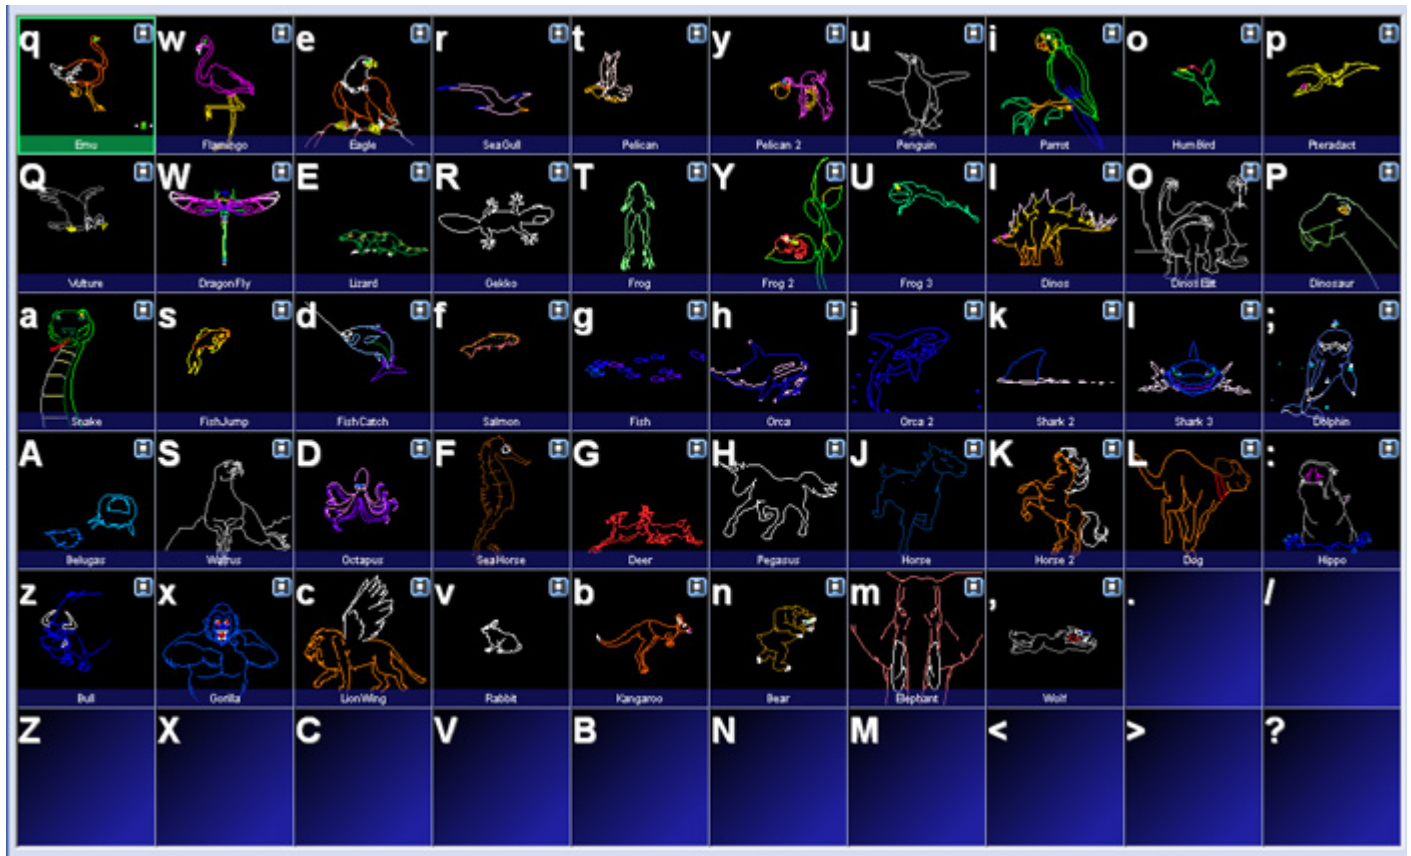 q w e r t y u i o p
Emu Flamingo Eagle SeaGull Pelican Pelican 2 Penguin Parrot HumBird Pteradact
Q W E R T Y U I O P
Vulture DragonFly Lizard Gekko Frog Frog 2 Frog 3 Dinos Dinosaur
a s d f g h j k l ;
Snake FishJump FishCatch Salmon Fish Orca Orca 2 Shark 2 Shark 3 Dolphin
A S D F G H J K L :
Belugas Walrus Octapus SeaHorse Deer Pegasus Horse Horse 2 Dog Hippo
z x c v b n m , . /
Bull Gorilla LionWing Rabbit Kangaroo Bear Elephant Wolf
Z X C V B N M < > ?